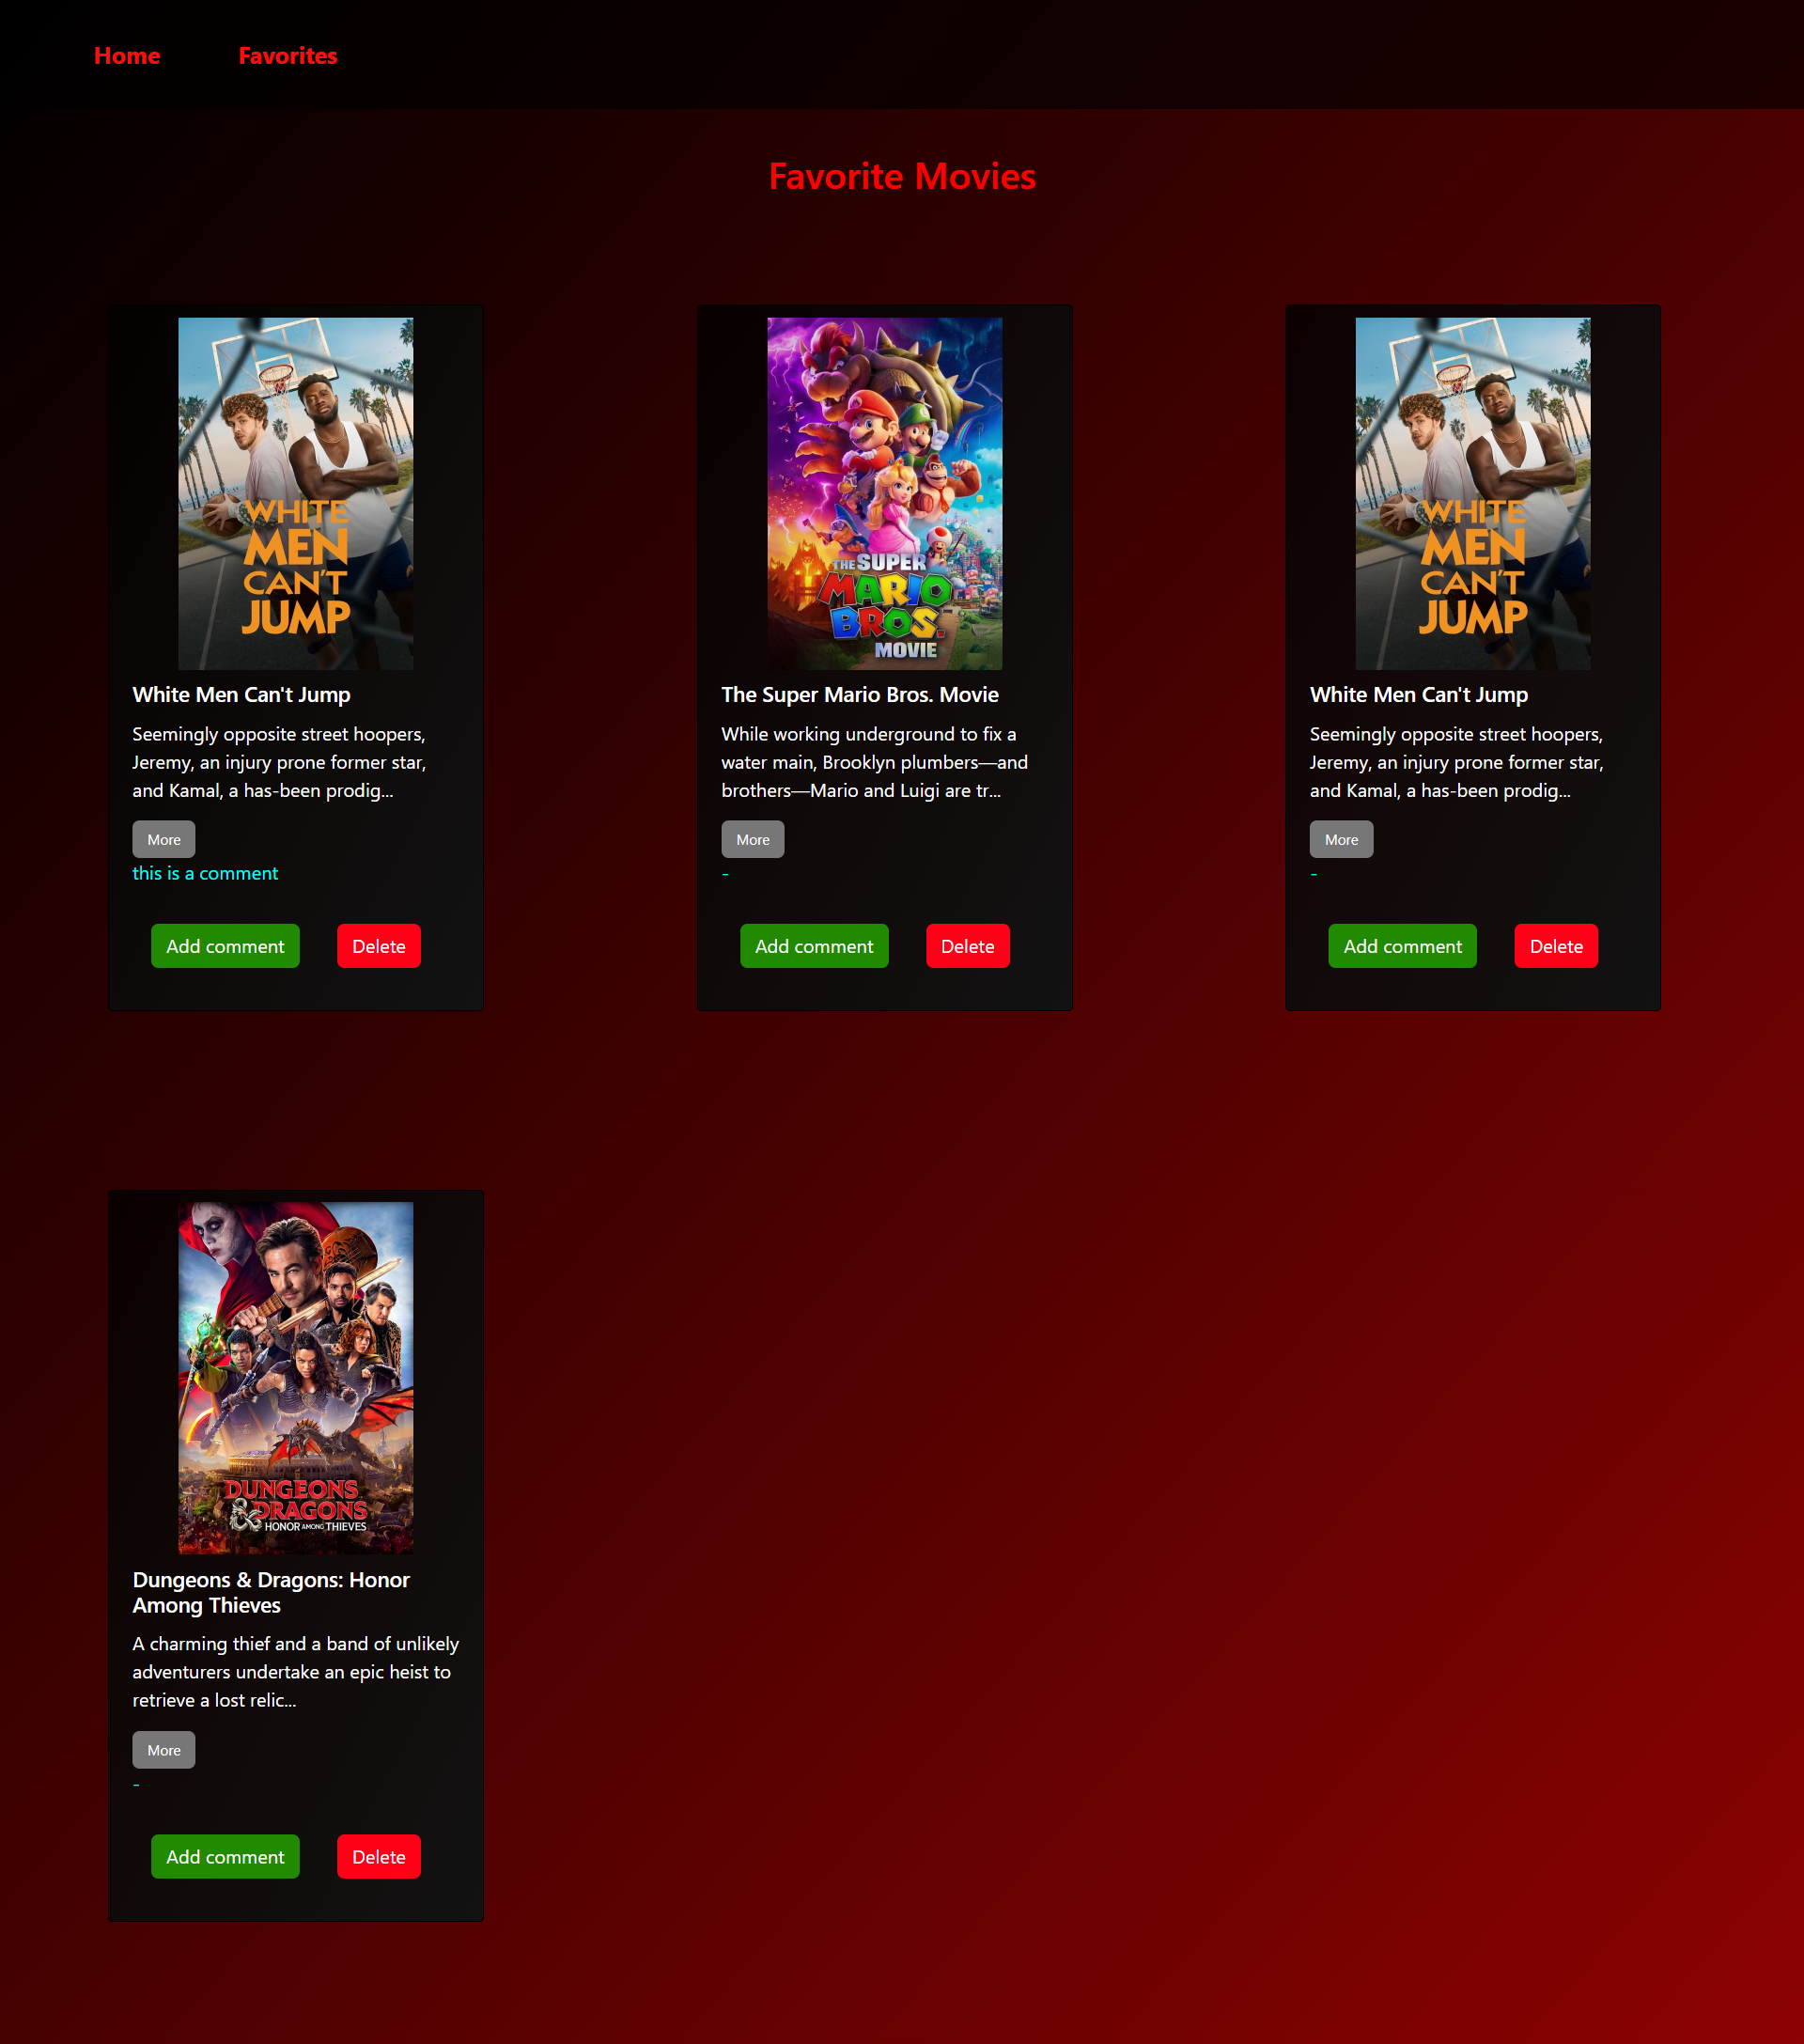 Home
Favorites
Favorite Movies
WHITE
MEN
CAN'T
JUMP
White Men Can't Jump
Seemingly opposite street hoopers,
Jeremy, an injury prone former star,
and Kamal, a has-been prodig...
More
this is a comment
Add comment
Delete
THE SUPER
MARIO
BROS.
MOVIE
The Super Mario Bros. Movie
While working underground to fix a
water main, Brooklyn plumbers—and
brothers—Mario and Luigi are tr...
More
-
Add comment
Delete
WHITE
MEN
CAN'T
JUMP
White Men Can't Jump
Seemingly opposite street hoopers,
Jeremy, an injury prone former star,
and Kamal, a has-been prodig...
More
-
Add comment
Delete
DUNGEONS
& DRAGONS
HONOR AMONG THIEVES
Dungeons & Dragons: Honor
Among Thieves
A charming thief and a band of unlikely
adventurers undertake an epic heist to
retrieve a lost relic...
More
-
Add comment
Delete